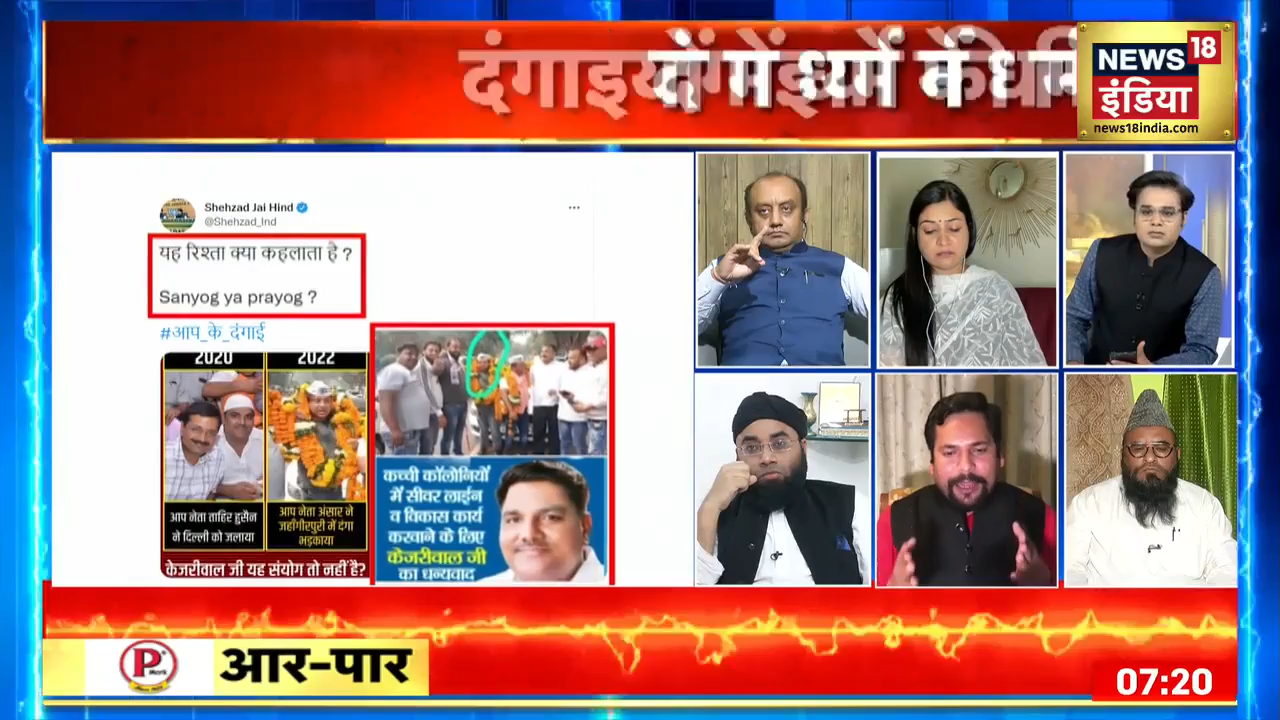 NEWS 18
इंडिया
news18india.com
Shehzad Jai Hind
@Shehzad_Ind
यह रिश्ता क्या कहलाता है ?
Sanyog ya prayog ?
#आप_के_दंगाई
2020
2022
आप नेता ताहिर हुसैन
ने दिल्ली को जलाया
आप नेता अंसार ने
जहाँगीरपुरी में दंगा
भड़काया
केजरीवाल जी यह संयोग तो नहीं है?
कच्ची कॉलोनियों
में सीवर लाईन
व विकास कार्य
करवाने के लिए
केजरीवाल जी
का धन्यवाद
P
आर-पार
07:20